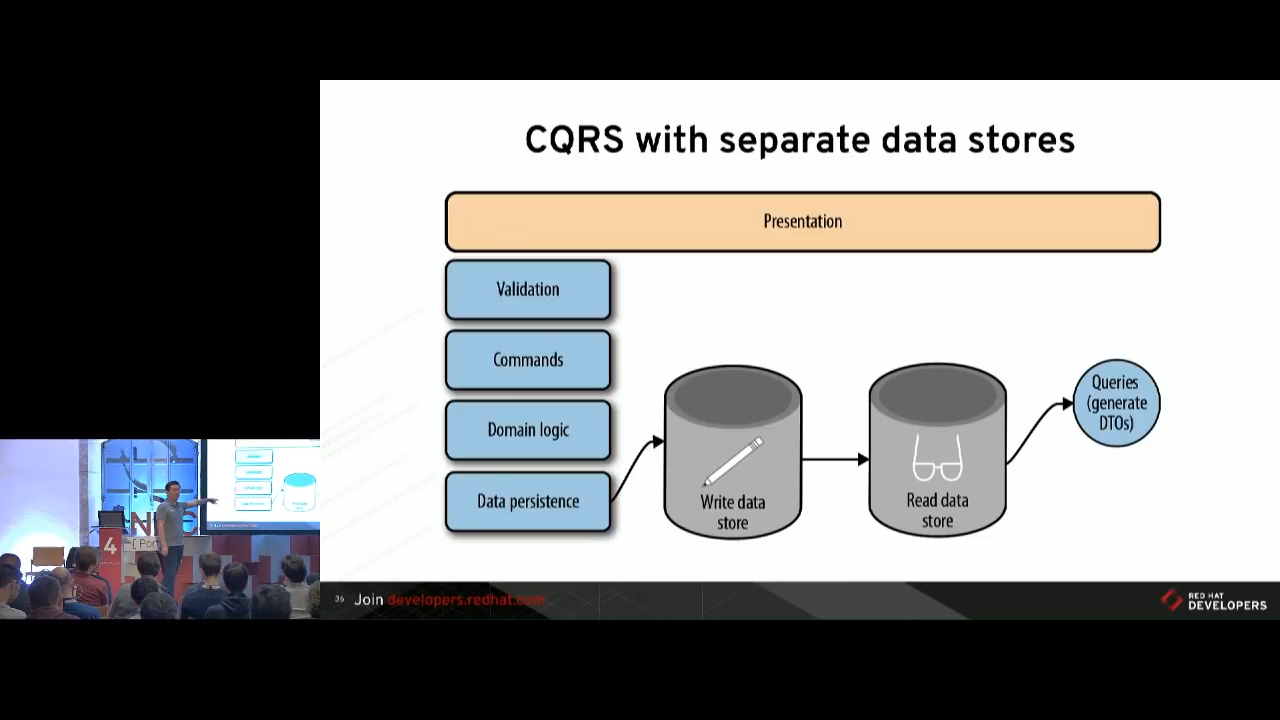 CQRS with separate data stores
Presentation
Validation
Commands
Domain logic
Data persistence
Write data
store
Read data
store
Queries
(generate
DTOs)
36 Join developers.redhat.com
RED HAT
DEVELOPERS
4